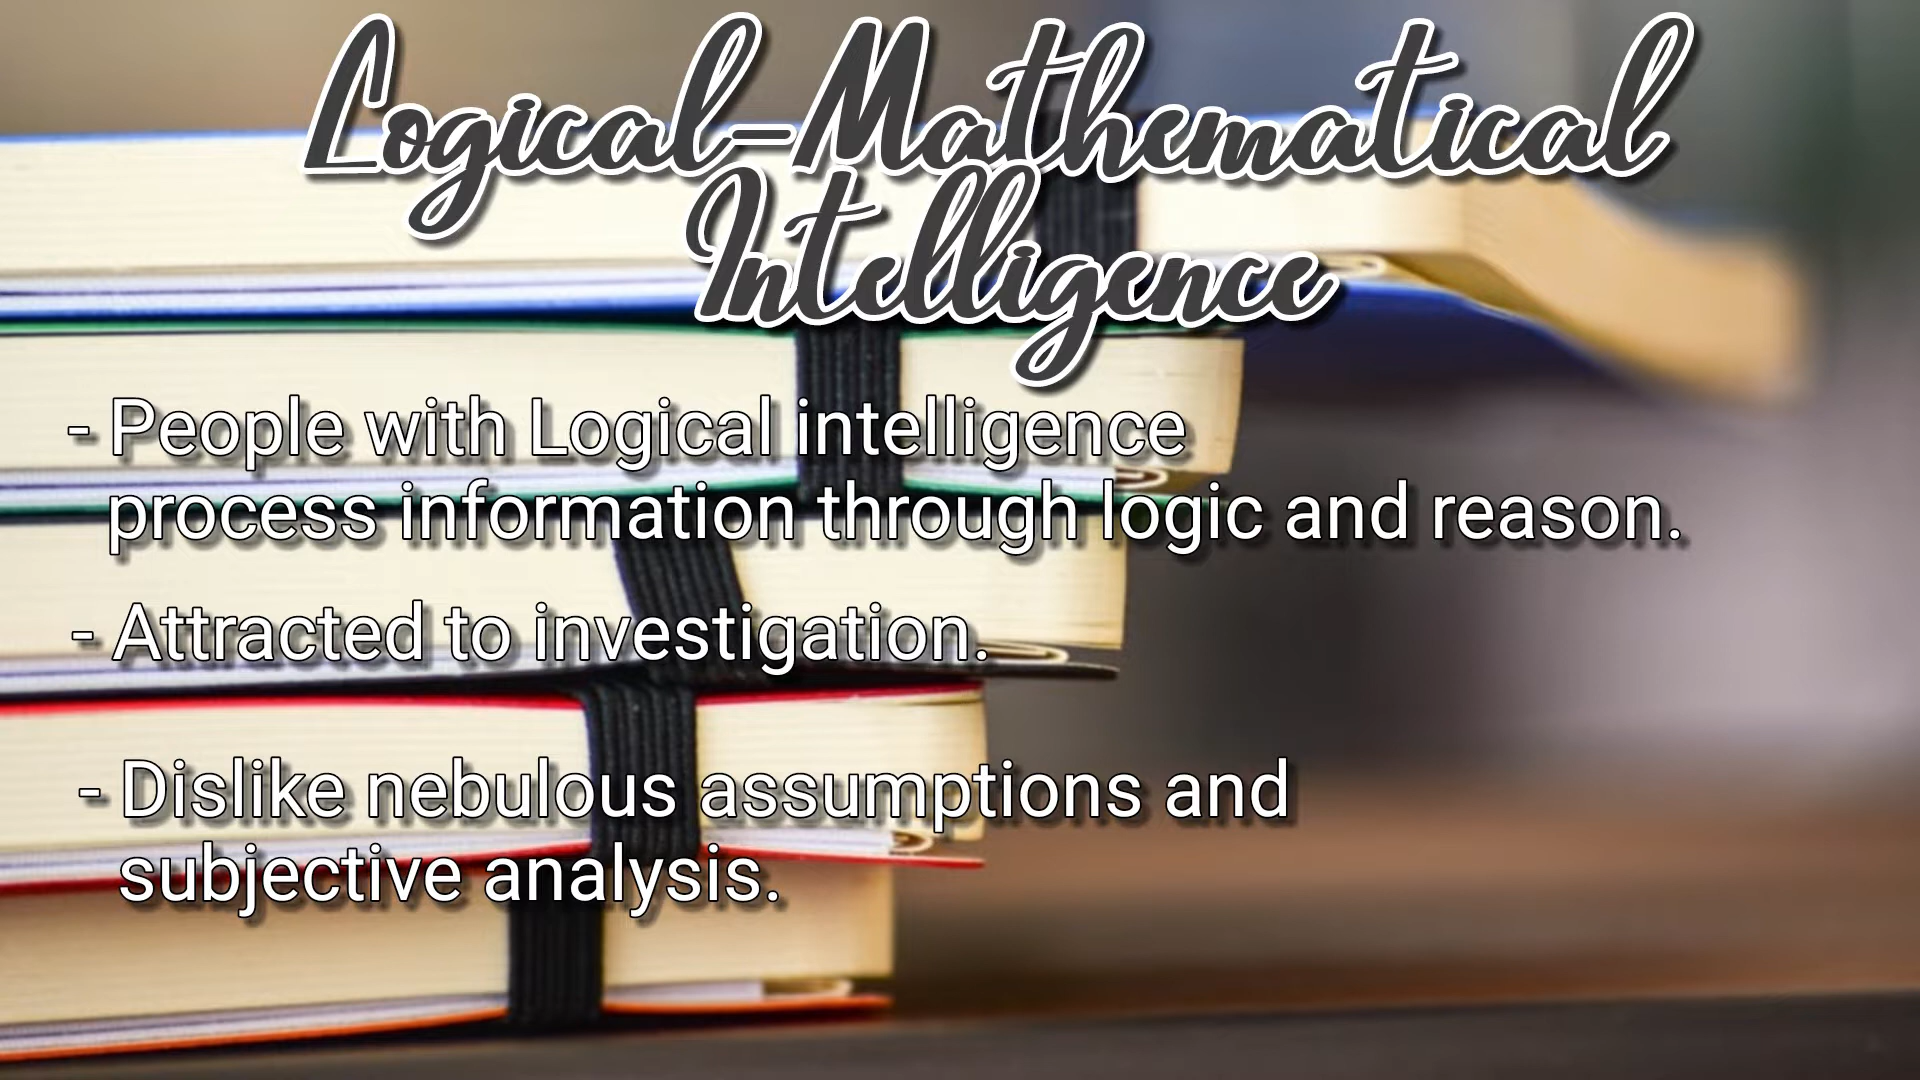 Logical-Mathematical
Intelligence
- People with Logical intelligence
process information through logic and reason.
- Attracted to investigation.
- Dislike nebulous assumptions and
subjective analysis.